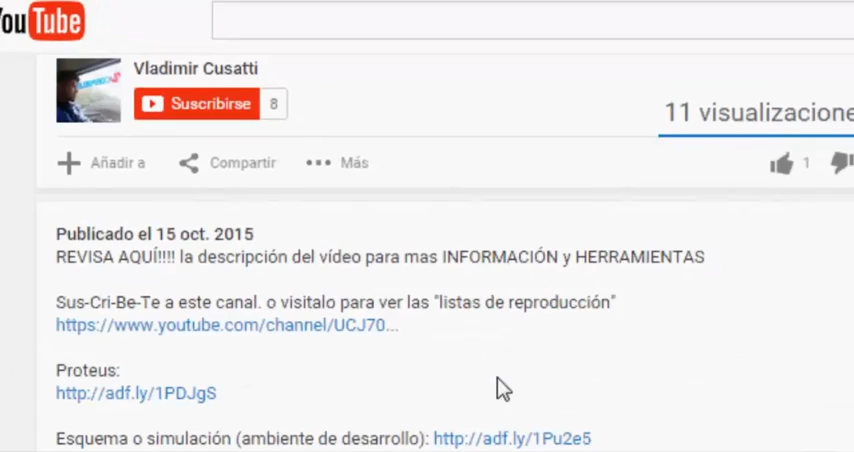 You Tube
Vladimir Cusatti
Suscribirse 8
11 visualizacione
Añadir a Compartir Más 1
Publicado el 15 oct. 2015
REVISA AQUÍ!!!! la descripción del vídeo para mas INFORMACIÓN y HERRAMIENTAS
Sus-Cri-Be-Te a este canal. o visitalo para ver las "listas de reproducción"
https://www.youtube.com/channel/UCJ70...
Proteus:
http://adf.ly/1PDJgS
Esquema o simulación (ambiente de desarrollo): http://adf.ly/1Pu2e5